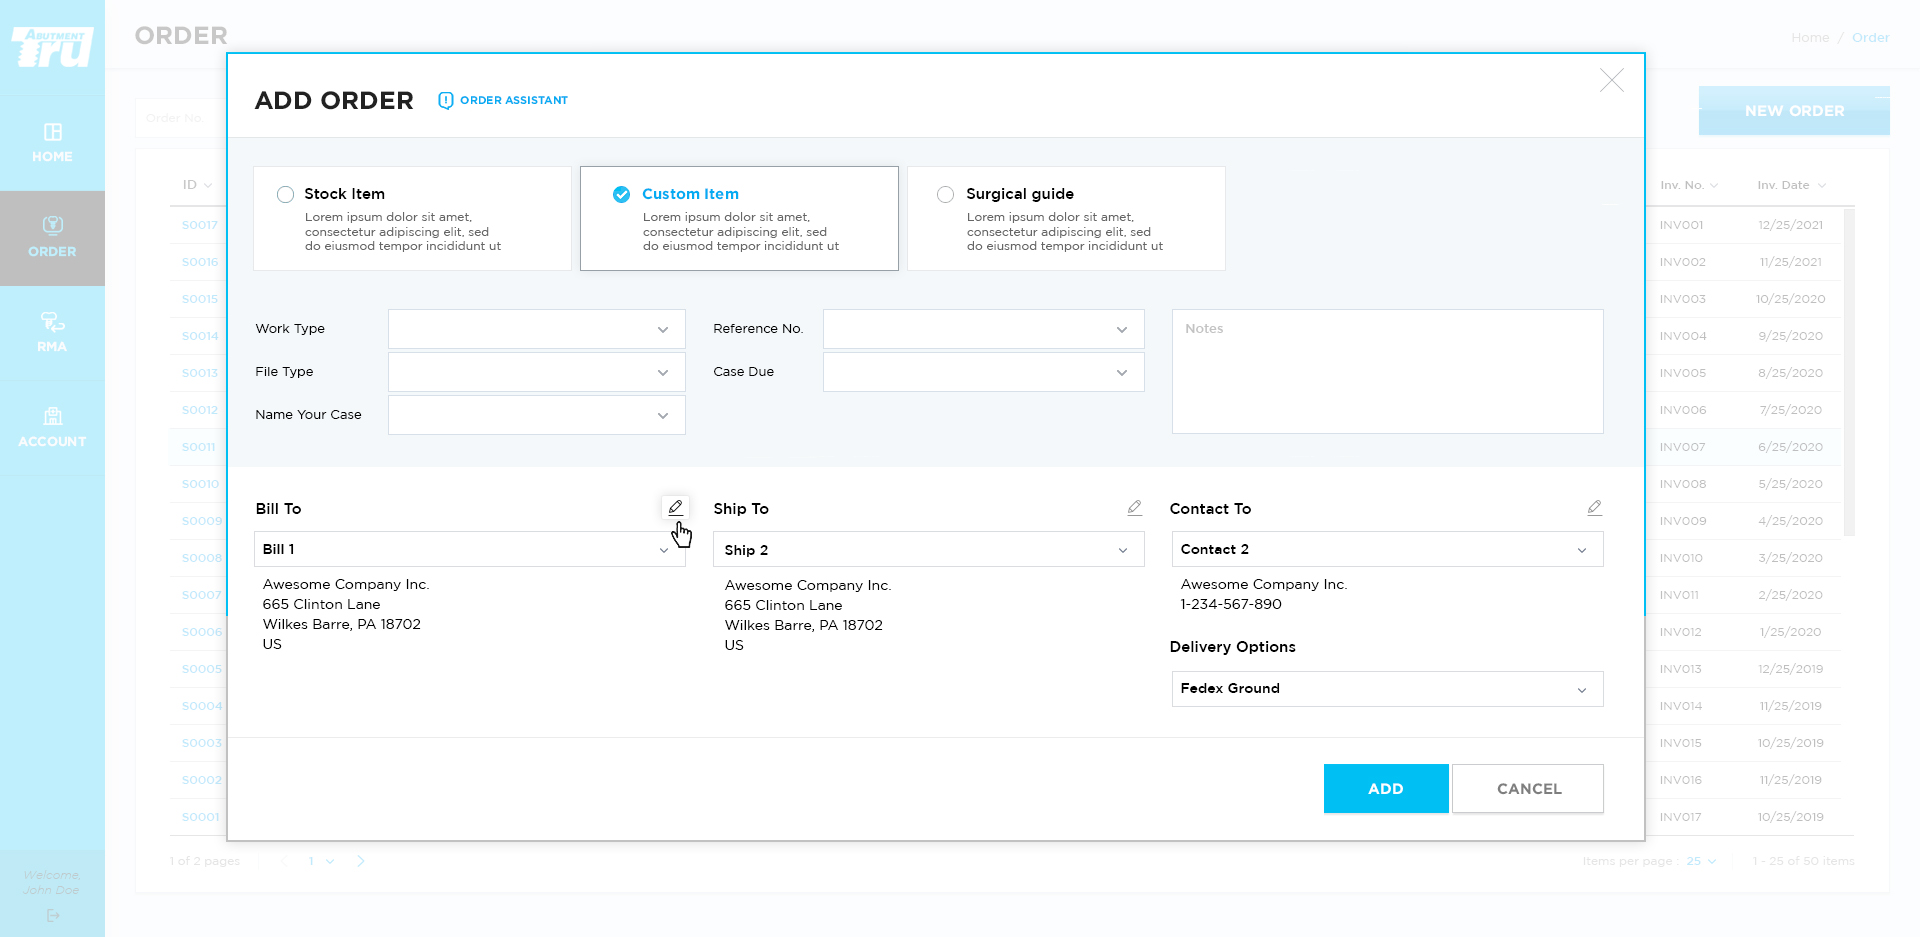 ABUTMENT
Tru
HOME
ORDER
RMA
ACCOUNT
Welcome,
John Doe
ORDER
Home / Order
Order No.
NEW ORDER
ID
Inv. No.
Inv. Date
S0017
INV001
12/25/2021
S0016
INV002
11/25/2021
S0015
INV003
10/25/2020
S0014
INV004
9/25/2020
S0013
INV005
8/25/2020
S0012
INV006
7/25/2020
S0011
INV007
6/25/2020
S0010
INV008
5/25/2020
S0009
INV009
4/25/2020
S0008
INV010
3/25/2020
S0007
INV011
2/25/2020
S0006
INV012
1/25/2020
S0005
INV013
12/25/2019
S0004
INV014
11/25/2019
S0003
INV015
10/25/2019
S0002
INV016
11/25/2019
S0001
INV017
10/25/2019
1 of 2 pages
1
Items per page : 25
1 - 25 of 50 items
ADD ORDER
ORDER ASSISTANT
Stock Item
Lorem ipsum dolor sit amet,
consectetur adipiscing elit, sed
do eiusmod tempor incididunt ut
Custom Item
Lorem ipsum dolor sit amet,
consectetur adipiscing elit, sed
do eiusmod tempor incididunt ut
Surgical guide
Lorem ipsum dolor sit amet,
consectetur adipiscing elit, sed
do eiusmod tempor incididunt ut
Work Type
File Type
Name Your Case
Reference No.
Case Due
Notes
Bill To
Bill 1
Awesome Company Inc.
665 Clinton Lane
Wilkes Barre, PA 18702
US
Ship To
Ship 2
Awesome Company Inc.
665 Clinton Lane
Wilkes Barre, PA 18702
US
Contact To
Contact 2
Awesome Company Inc.
1-234-567-890
Delivery Options
Fedex Ground
ADD
CANCEL